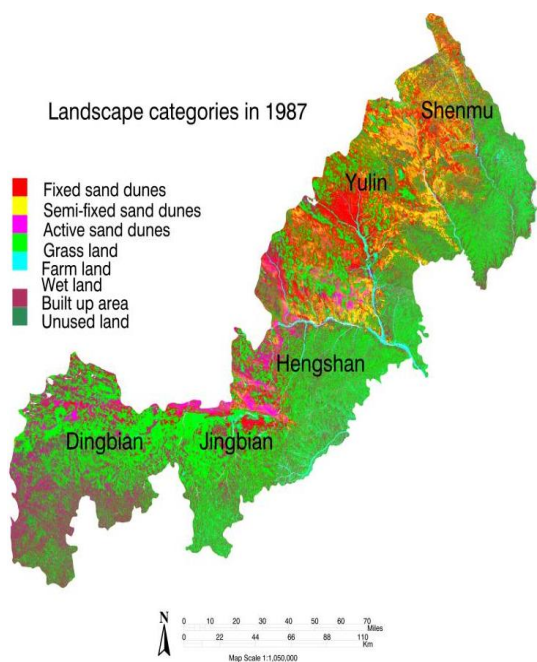 Landscape categories in 1987
Shenmu
Yulin
Fixed sand dunes
Semi-fixed sand dunes
Active sand dunes
Grass land
Farm land
Wet land
Built up area
Unused land
Hengshan
Dingbian
Jingbian
N
0 10 20 30 40 50 60 70
Miles
0 22 44 66 88 110
Km
Map Scale 1:1,050,000